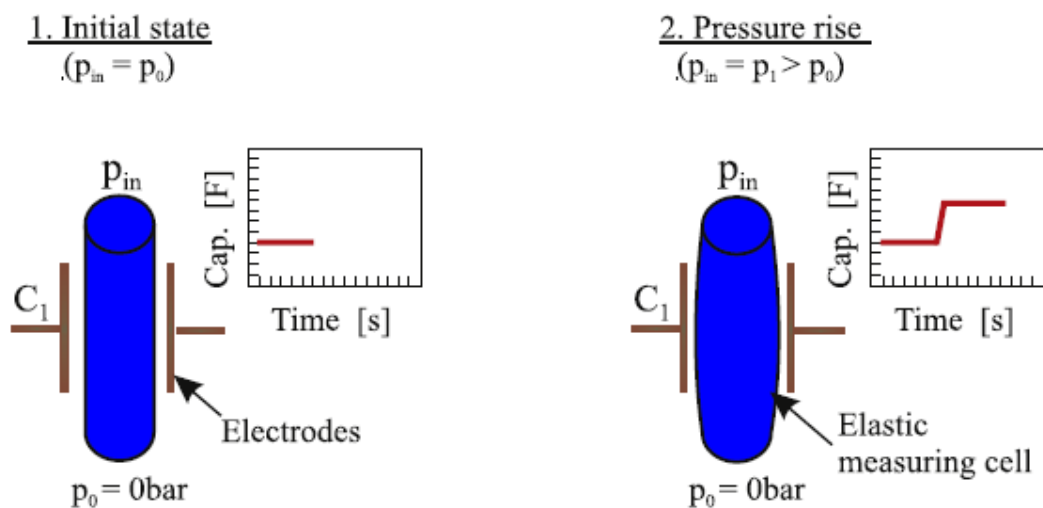 1. Initial state
(pin = p0)
pin
Cap. [F]
Time [s]
C1
Electrodes
p0 = 0bar
2. Pressure rise
(pin = p1 > p0)
pin
Cap. [F]
Time [s]
C1
Elastic
measuring cell
p0 = 0bar